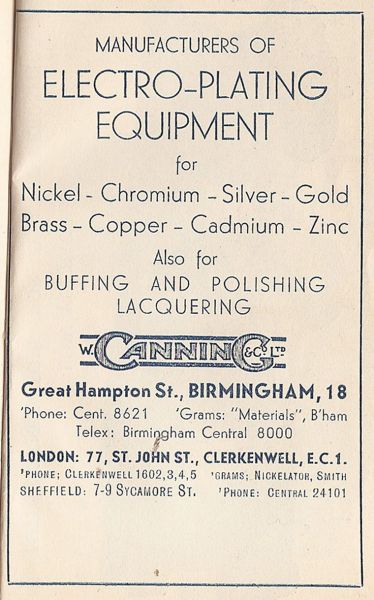 MANUFACTURERS OF
ELECTRO-PLATING
EQUIPMENT
for
Nickel - Chromium - Silver - Gold
Brass - Copper - Cadmium - Zinc
Also for
BUFFING AND POLISHING
LACQUERING
W. CANNING & Co LTD
Great Hampton St., BIRMINGHAM, 18
'Phone: Cent. 8621 'Grams: "Materials", B'ham
Telex: Birmingham Central 8000
LONDON: 77, ST. JOHN ST., CLERKENWELL, E.C.1.
'PHONE; CLERKENWELL 1602,3,4,5 'GRAMS; NICKELATOR, SMITH
SHEFFIELD: 7-9 SYCAMORE ST. 'PHONE: CENTRAL 24101